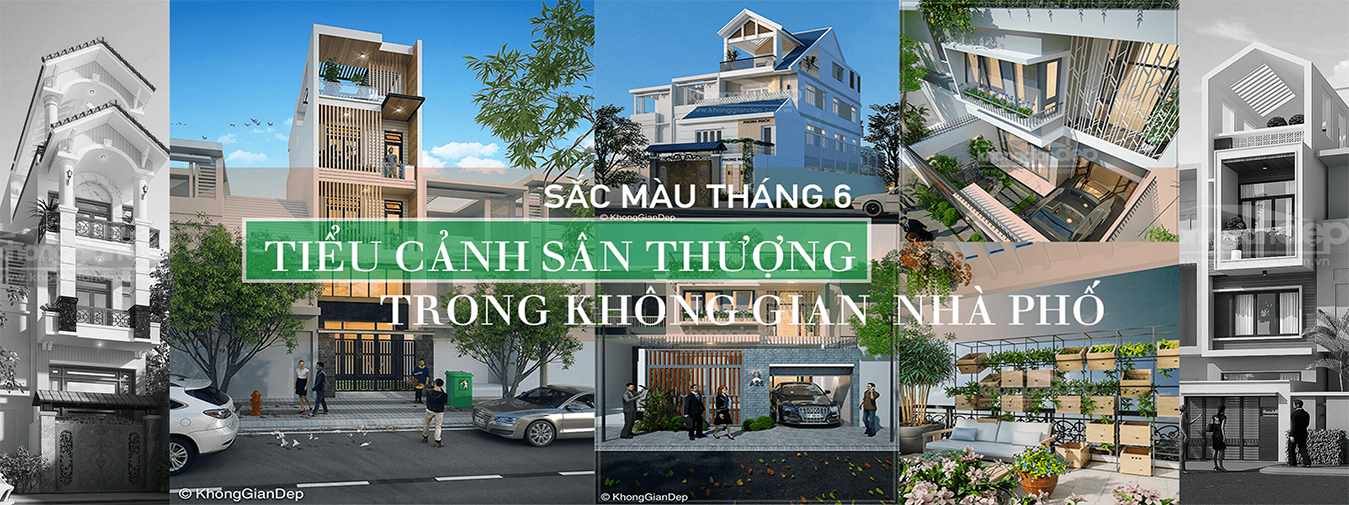 SẮC MÀU THÁNG 6
© KhongGianDep
TIỂU CẢNH SÂN THƯỢNG
TRONG KHÔNG GIAN NHÀ PHỐ
© KhongGianDep
© KhongGianDep